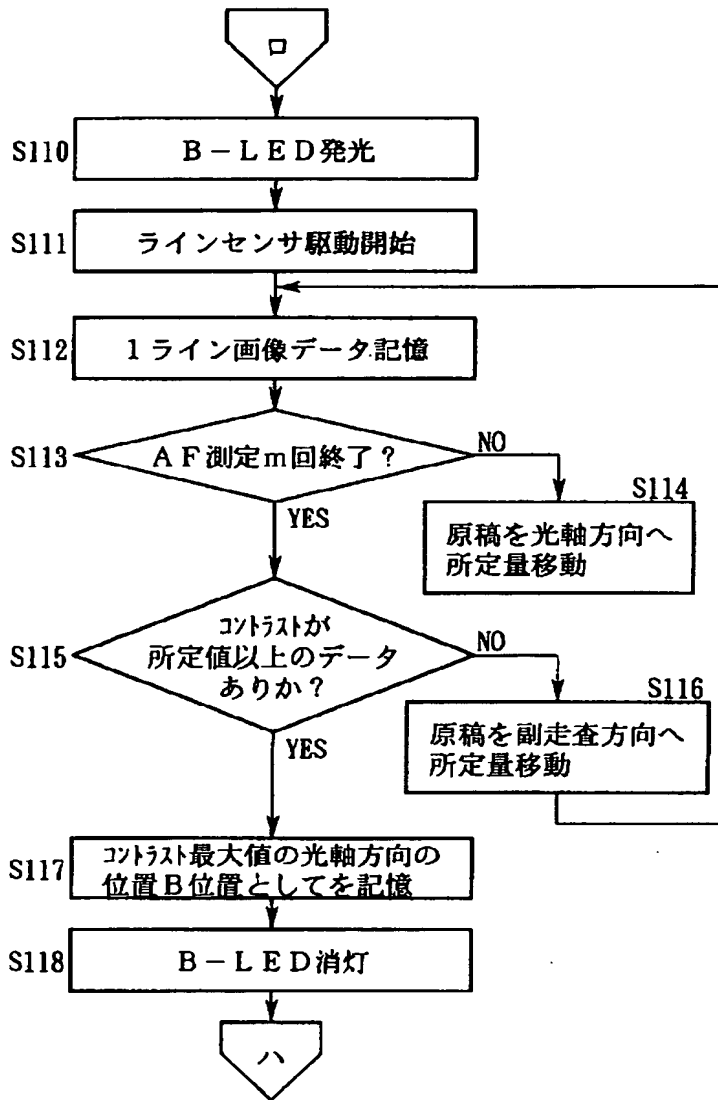 ロ
S110
B－LED発光
S111
ラインセンサ駆動開始
S112
1ライン画像データ記憶
S113
AF測定m回終了？
NO
YES
S114
原稿を光軸方向へ
所定量移動
S115
コントラストが
所定値以上のデータ
ありか？
NO
YES
S116
原稿を副走査方向へ
所定量移動
S117
コントラスト最大値の光軸方向の
位置B位置としてを記憶
S118
B－LED消灯
ハ